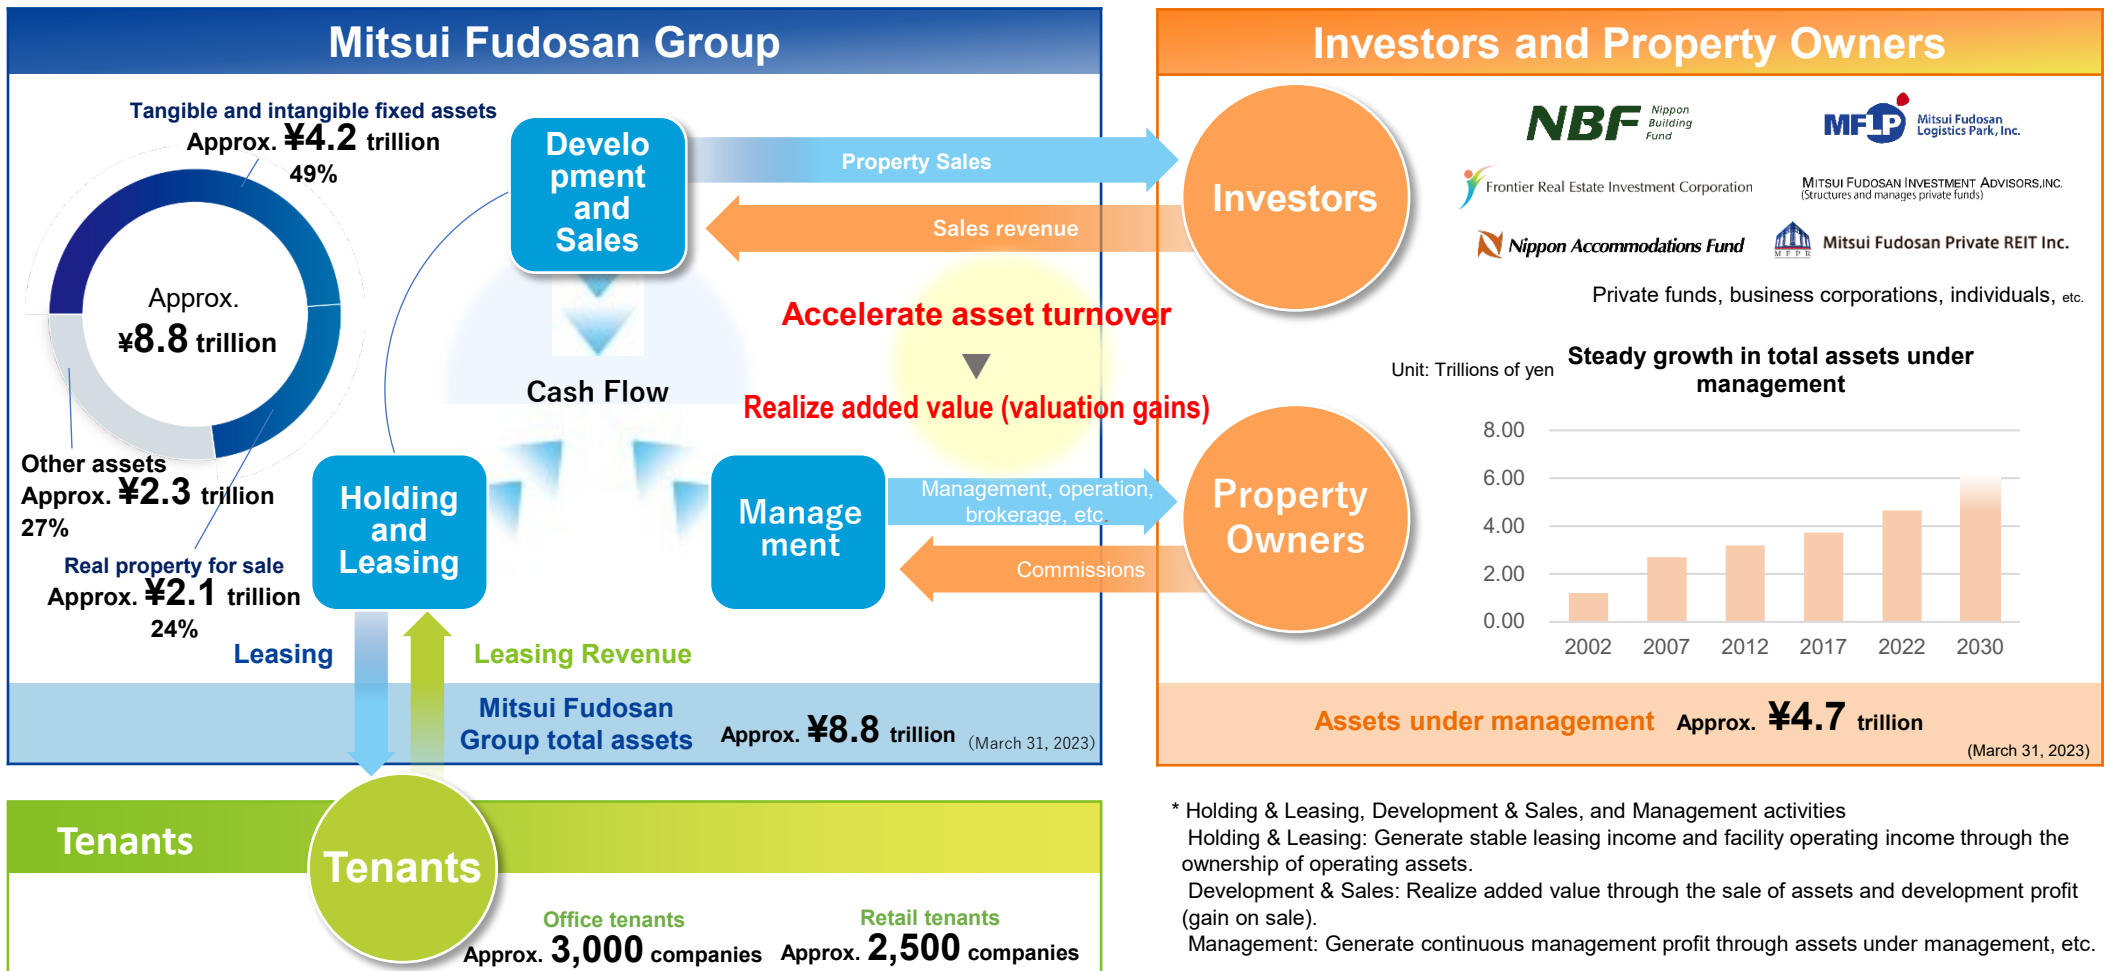 Mitsui Fudosan Group
Tangible and intangible fixed assets
Approx. ¥4.2 trillion
49%
Approx.
¥8.8 trillion
Other assets
Approx. ¥2.3 trillion
27%
Real property for sale
Approx. ¥2.1 trillion
24%
Develo
pment
and
Sales
Property Sales
Sales revenue
Cash Flow
Accelerate asset turnover
Realize added value (valuation gains)
Holding
and
Leasing
Manage
ment
Management, operation,
brokerage, etc.
Commissions
Leasing
Leasing Revenue
Mitsui Fudosan
Group total assets
Approx. ¥8.8 trillion (March 31, 2023)
Investors and Property Owners
Investors
Property
Owners
NBF Nippon
Building
Fund
MFLP Mitsui Fudosan
Logistics Park, Inc.
Frontier Real Estate Investment Corporation
MITSUI FUDOSAN INVESTMENT ADVISORS,INC.
(Structures and manages private funds)
Nippon Accommodations Fund
MFPR
Mitsui Fudosan Private REIT Inc.
Private funds, business corporations, individuals, etc.
Unit: Trillions of yen
Steady growth in total assets under
management
8.00
6.00
4.00
2.00
0.00
2002 2007 2012 2017 2022 2030
Assets under management Approx. ¥4.7 trillion
(March 31, 2023)
Tenants
Tenants
Office tenants
Approx. 3,000 companies
Retail tenants
Approx. 2,500 companies
* Holding & Leasing, Development & Sales, and Management activities
Holding & Leasing: Generate stable leasing income and facility operating income through the
ownership of operating assets.
Development & Sales: Realize added value through the sale of assets and development profit
(gain on sale).
Management: Generate continuous management profit through assets under management, etc.